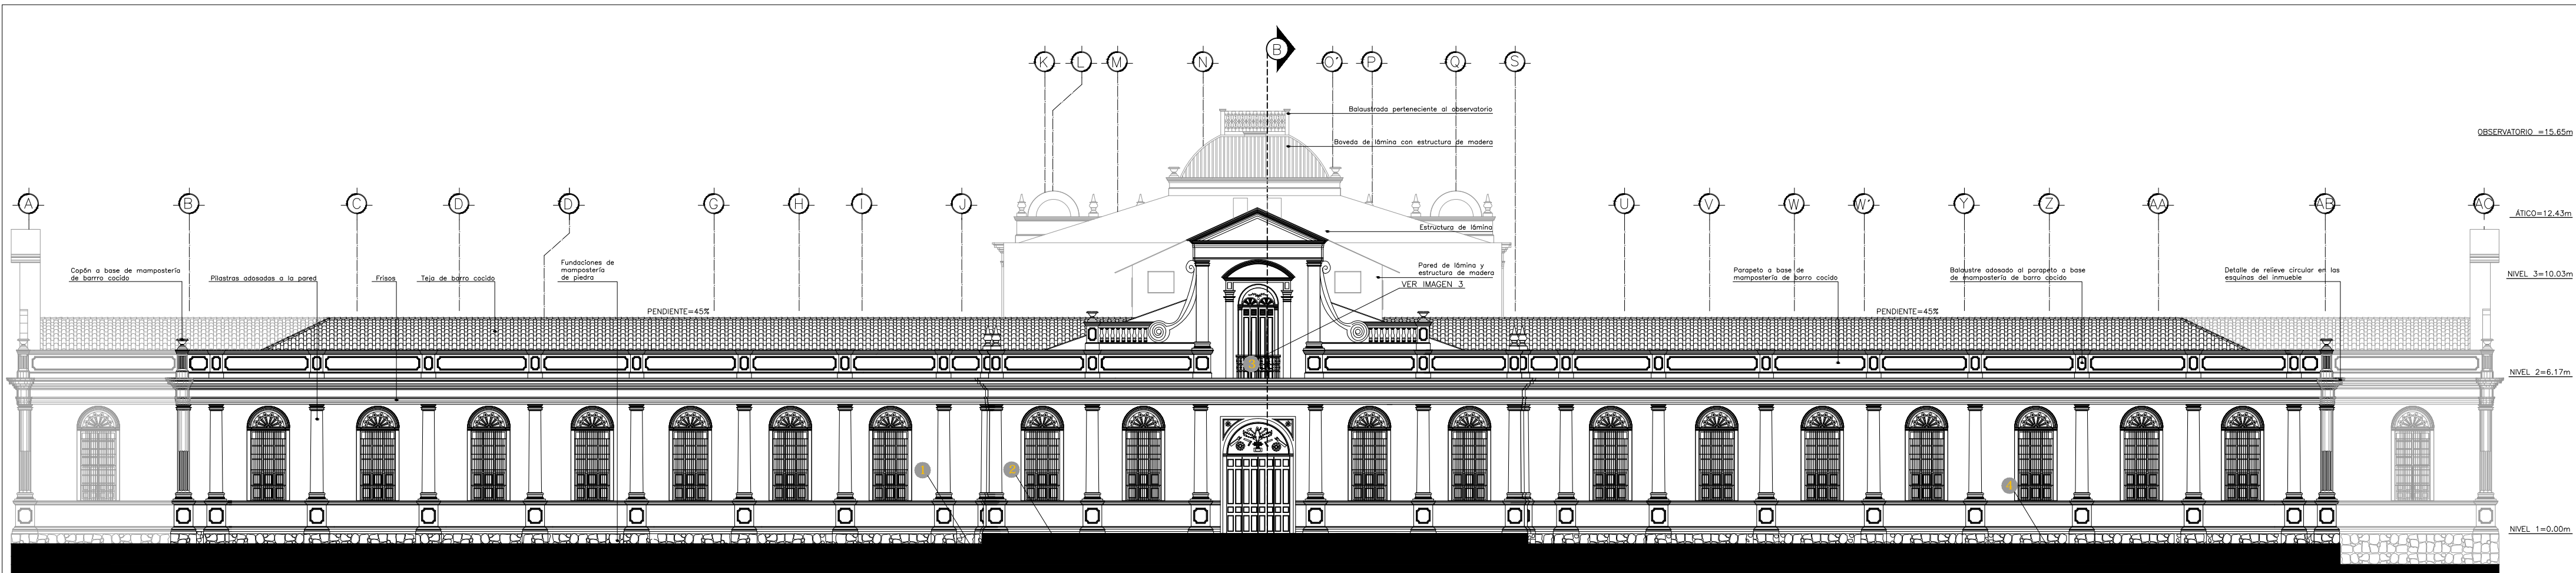 B
K
L
M
N
O'
P
Q
S
Balaustrada perteneciente al observatorio
OBSERVATORIO =15.65m
Boveda de lámina con estructura de madera
A
B
C
D
D
G
H
I
J
U
V
W
W'
Y
Z
AA
AB
AC
ÁTICO=12.43m
Estructura de lámina
Copón a base de mampostería
de barrro cocido
Pilastras adosadas a la pared
Frisos
Teja de barro cocido
Fundaciones de
mampostería
de piedra
Pared de lámina y
estructura de madera
VER IMAGEN 3
Parapeto a base de
mampostería de barro cocido
Balaustre adosado al parapeto a base
de mampostería de barro cocido
Detalle de relieve circular en las
esquinas del inmueble
NIVEL 3=10.03m
PENDIENTE=45%
PENDIENTE=45%
3
NIVEL 2=6.17m
1
2
4
NIVEL 1=0.00m